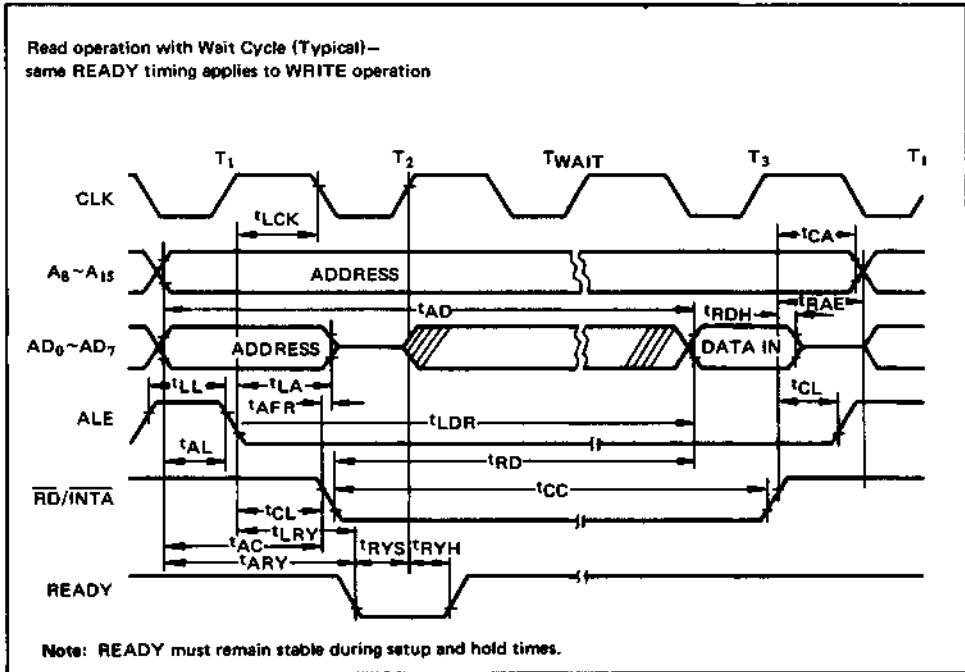 Read operation with Wait Cycle (Typical)—
same READY timing applies to WRITE operation
T1 T2 TWAIT T3 T1
CLK
tLCK
tCA
A8~A15 ADDRESS
tAD tRDH tRAE
AD0~AD7 ADDRESS DATA IN
tLL tLA tCL
tAFR
ALE tLDR
tAL tRD
RD/INTA tCC
tCL
tLRY
tAC tRYS tRYH
tARY
READY
Note: READY must remain stable during setup and hold times.